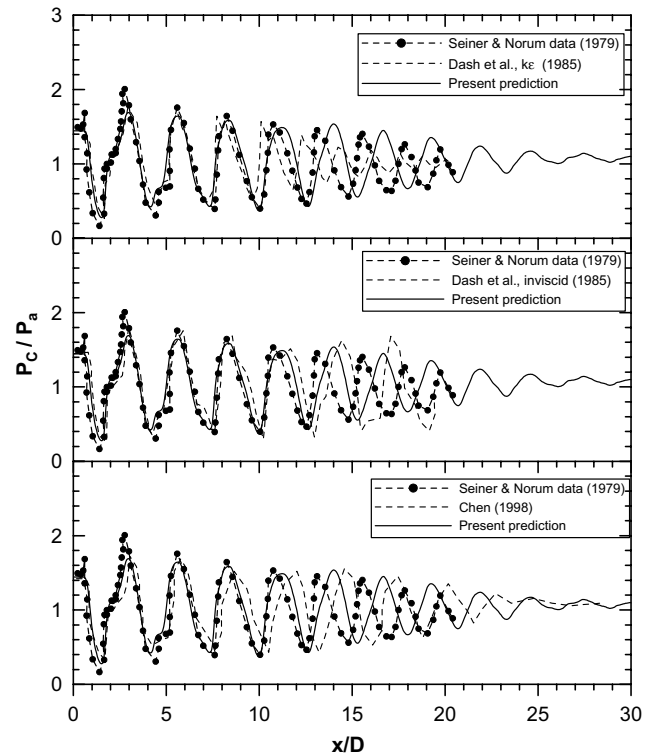 3
2
1
0
Seiner & Norum data (1979)
Dash et al., kε (1985)
Present prediction
P_C / P_a
2
1
0
Seiner & Norum data (1979)
Dash et al., inviscid (1985)
Present prediction
2
1
0
Seiner & Norum data (1979)
Chen (1998)
Present prediction
0 5 10 15 20 25 30
x/D